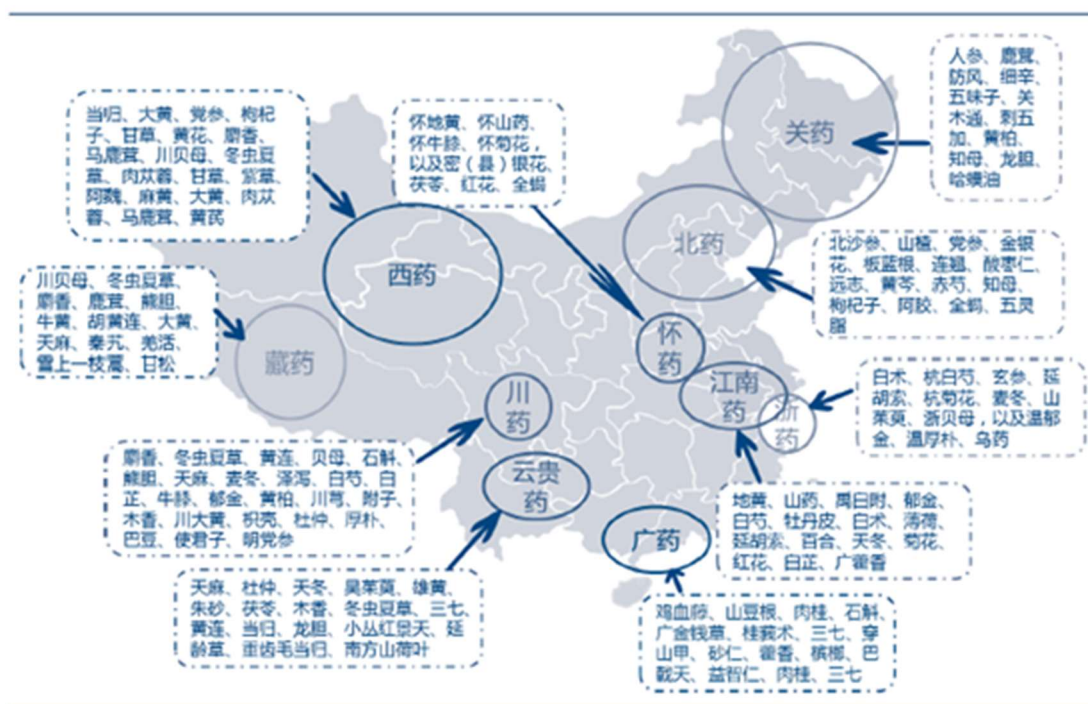 当归、大黄、党参、枸杞
子、甘草、黄花、麝香、
马鹿茸、川贝母、冬虫夏
草、肉苁蓉、甘草、紫草、
阿魏、麻黄、大黄、肉苁
蓉、马鹿茸、黄芪
怀地黄、怀山药、
怀牛膝、怀菊花，
以及密（县）银花、
茯苓、红花、全蝎
人参、鹿茸、
防风、细辛、
五味子、关
木通、刺五
加、黄柏、
知母、龙胆、
哈蟆油
关药
北药
北沙参、山楂、党参、金银
花、板蓝根、连翘、酸枣仁、
远志、黄芩、赤芍、知母、
枸杞子、阿胶、全蝎、五灵
脂
西药
川贝母、冬虫夏草、
麝香、鹿茸、熊胆、
牛黄、胡黄连、大黄、
天麻、秦艽、羌活、
雪上一枝蒿、甘松
藏药
怀
药
江南
药
浙
药
白术、杭白芍、玄参、延
胡索、杭菊花、麦冬、山
茱萸、浙贝母，以及温郁
金、温厚朴、乌药
川
药
麝香、冬虫夏草、黄连、贝母、石斛、
熊胆、天麻、麦冬、泽泻、白芍、白
芷、牛膝、郁金、黄柏、川芎、附子、
木香、川大黄、枳壳、杜仲、厚朴、
巴豆、使君子、明党参
云贵
药
地黄、山药、禹白附、郁金、
白芍、牡丹皮、白术、薄荷、
延胡索、百合、天冬、菊花、
红花、白芷、广藿香
广药
天麻、杜仲、天冬、吴茱萸、雄黄、
朱砂、茯苓、木香、冬虫夏草、三七、
黄连、当归、龙胆、小丛红景天、延
龄草、重齿毛当归、南方山荷叶
鸡血藤、山豆根、肉桂、石斛、
广金钱草、桂莪术、三七、穿
山甲、砂仁、藿香、槟榔、巴
戟天、益智仁、肉桂、三七